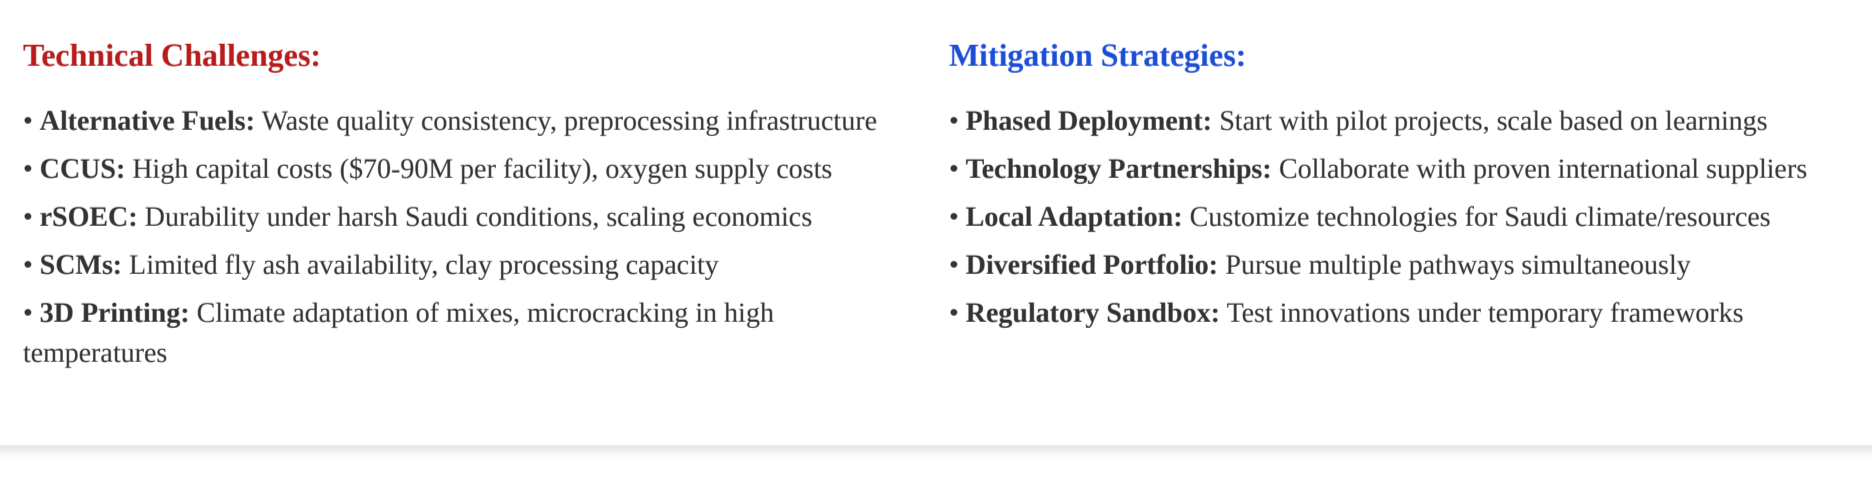 Technical Challenges:
• Alternative Fuels: Waste quality consistency, preprocessing infrastructure
• CCUS: High capital costs ($70-90M per facility), oxygen supply costs
• rSOEC: Durability under harsh Saudi conditions, scaling economics
• SCMs: Limited fly ash availability, clay processing capacity
• 3D Printing: Climate adaptation of mixes, microcracking in high
temperatures
Mitigation Strategies:
• Phased Deployment: Start with pilot projects, scale based on learnings
• Technology Partnerships: Collaborate with proven international suppliers
• Local Adaptation: Customize technologies for Saudi climate/resources
• Diversified Portfolio: Pursue multiple pathways simultaneously
• Regulatory Sandbox: Test innovations under temporary frameworks